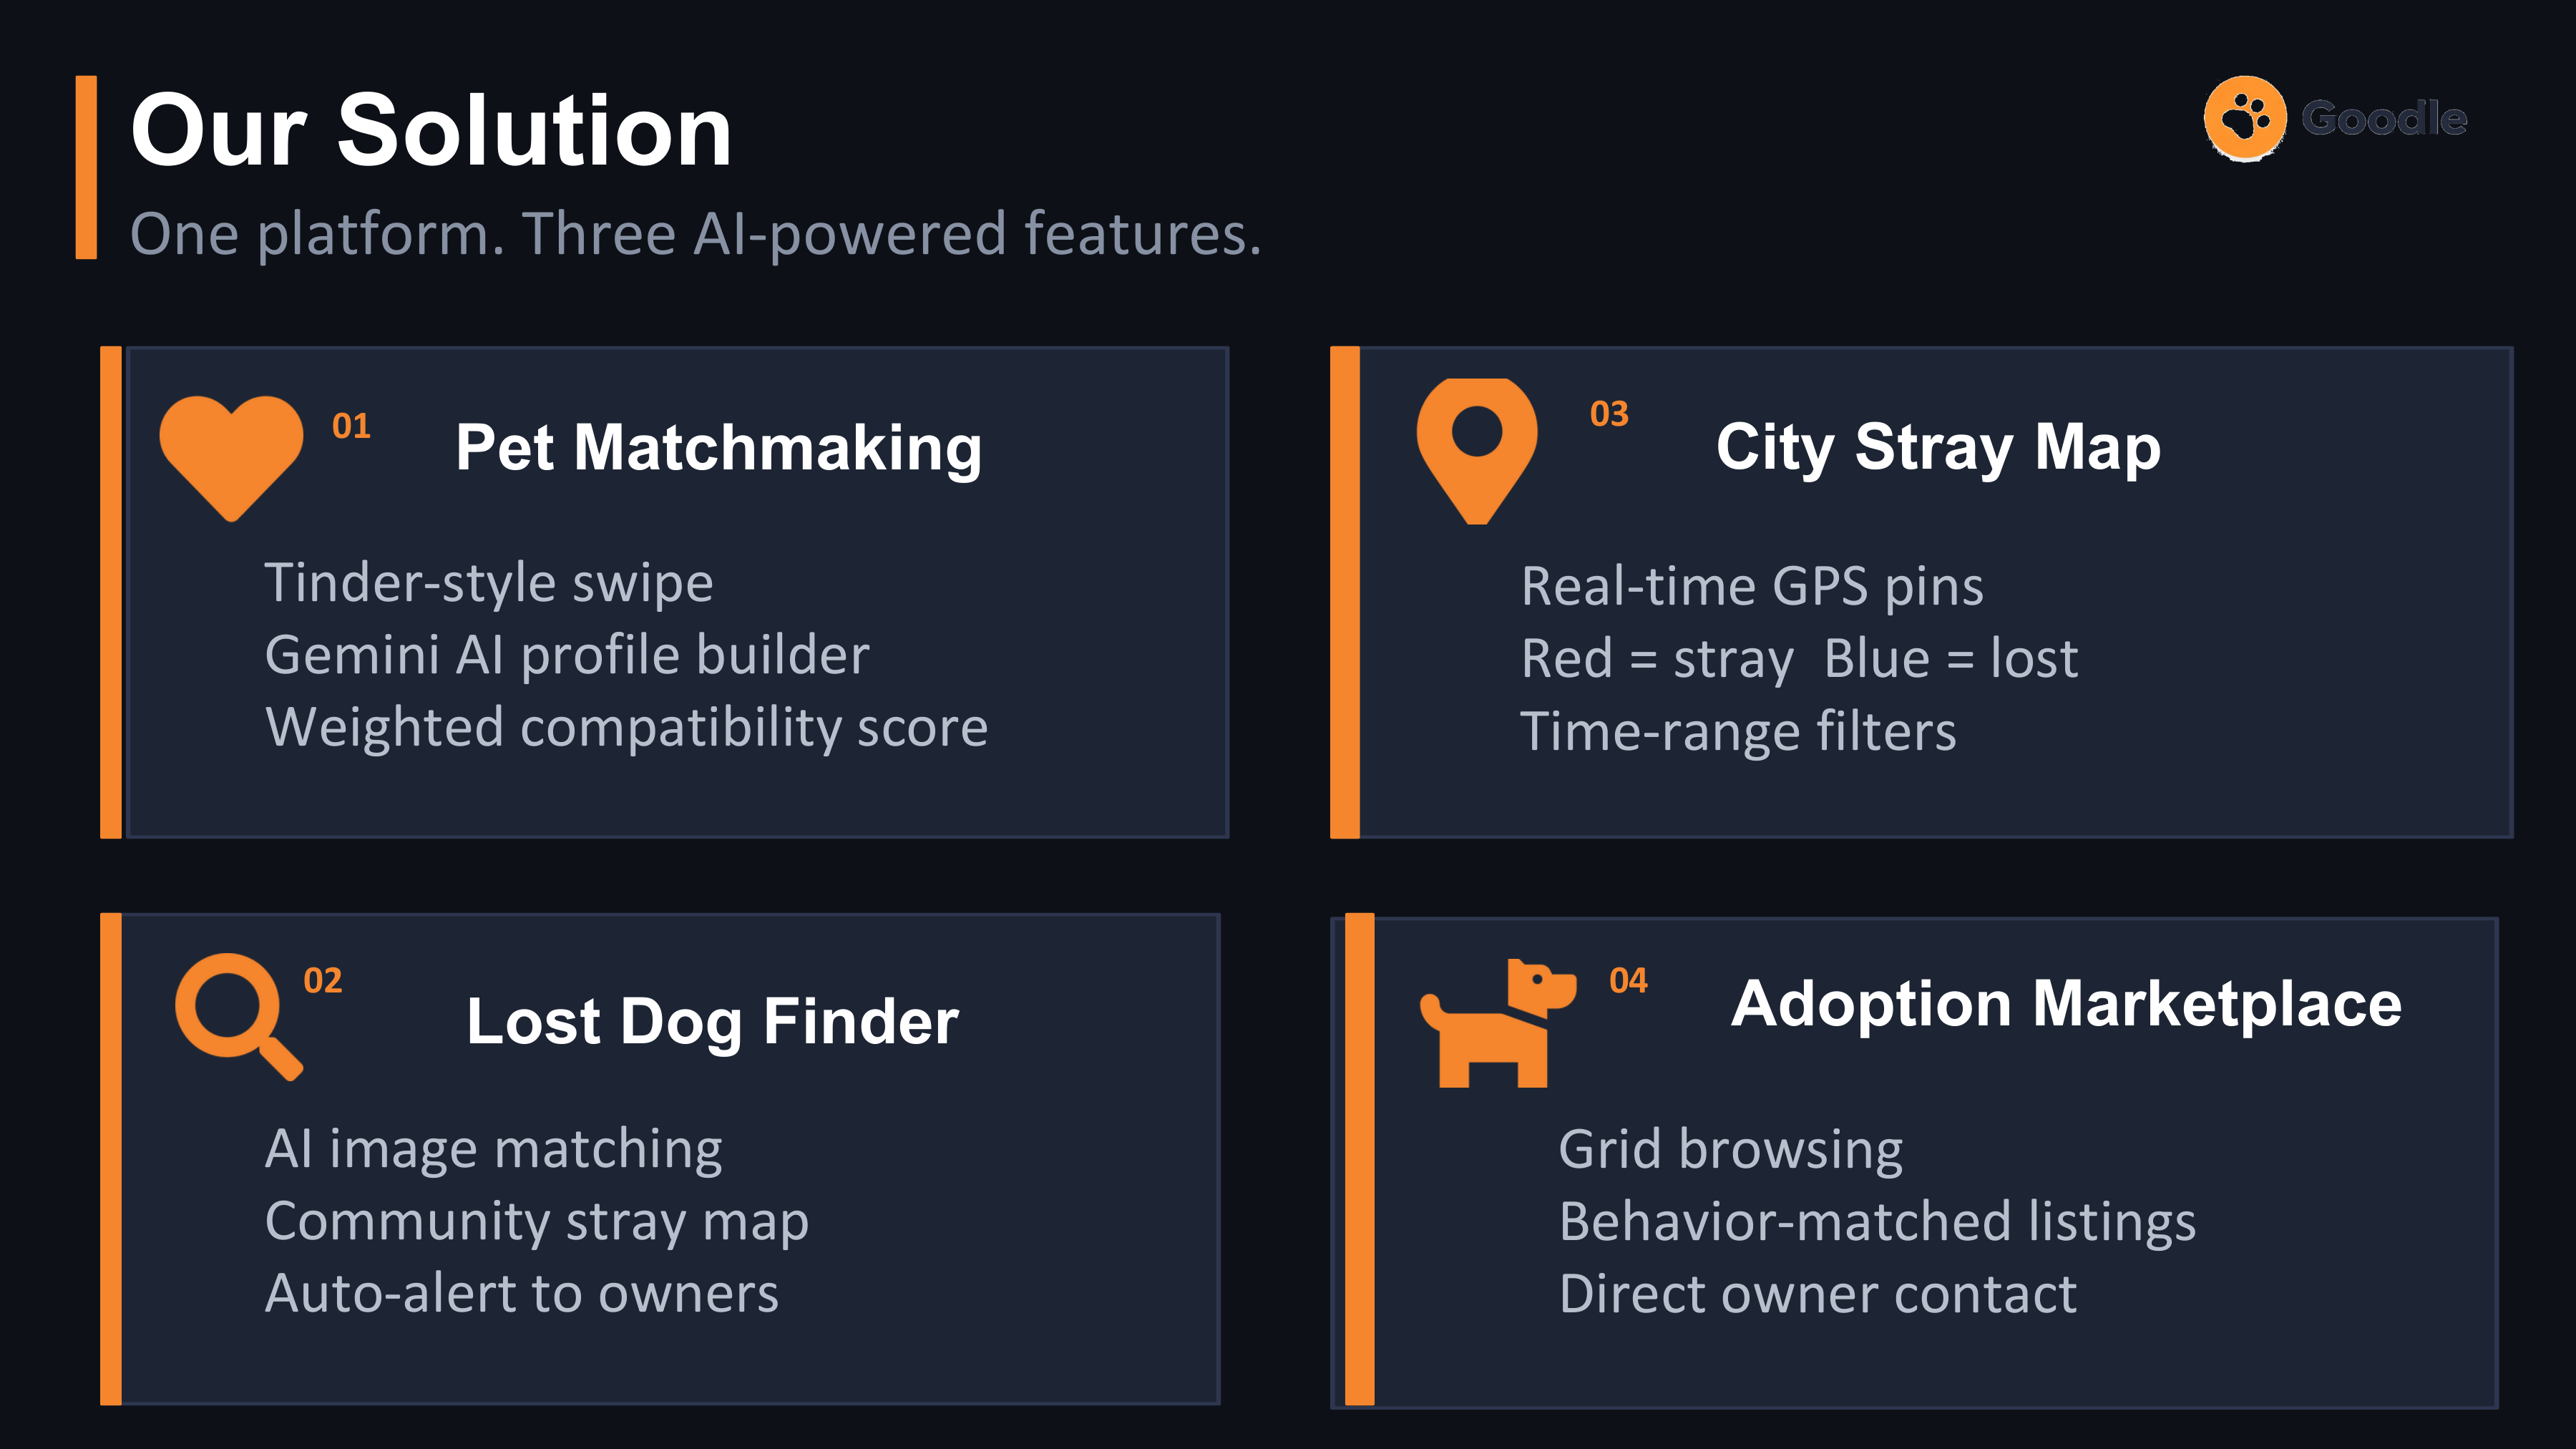 Our Solution
Goodle
One platform. Three AI-powered features.
01
Pet Matchmaking
Tinder-style swipe
Gemini AI profile builder
Weighted compatibility score
02
Lost Dog Finder
AI image matching
Community stray map
Auto-alert to owners
03
City Stray Map
Real-time GPS pins
Red = stray  Blue = lost
Time-range filters
04
Adoption Marketplace
Grid browsing
Behavior-matched listings
Direct owner contact